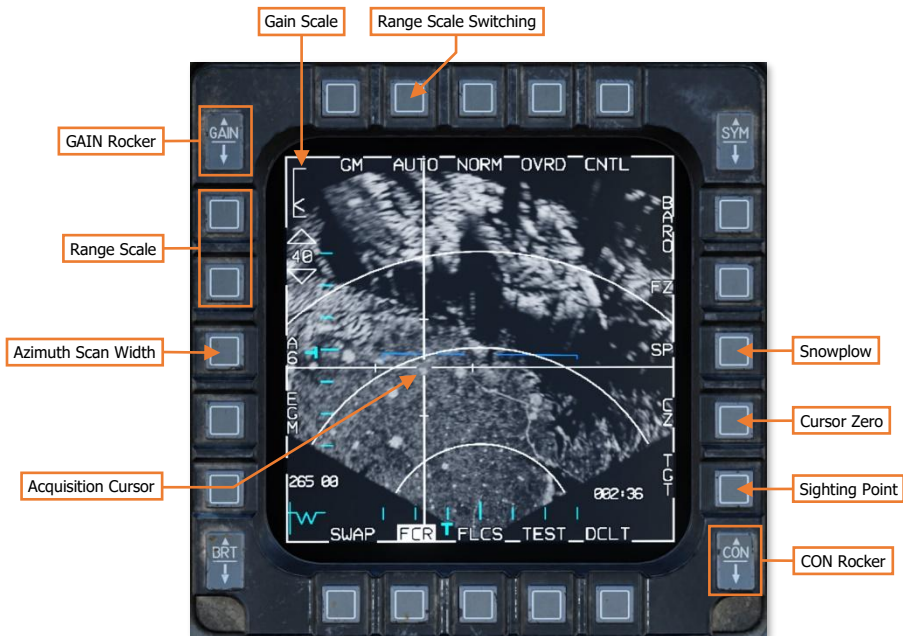 Gain Scale
Range Scale Switching
GAIN Rocker
GAIN
SYM
GM AUTO NORM OVRD CNTL
BARO
Range Scale
40
FZ
Azimuth Scan Width
A6
SP
Snowplow
EGM
CZ
Cursor Zero
Acquisition Cursor
265 00
002:36
TGT
Sighting Point
SWAP FCR FLCS TEST DCLT
BRT
CON
CON Rocker